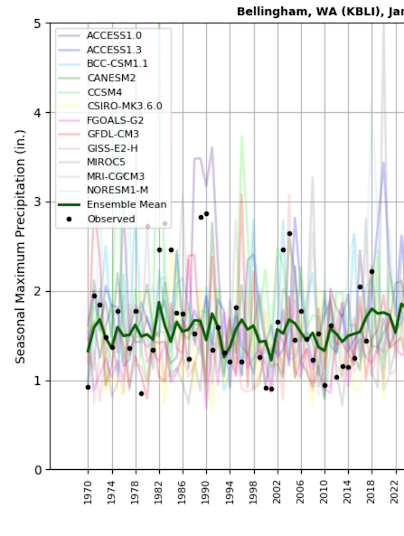 Bellingham, WA (KBLI), Jan
Seasonal Maximum Precipitation (in.)
5
4
3
2
1
0
ACCESS1.0
ACCESS1.3
BCC-CSM1.1
CANESM2
CCSM4
CSIRO-MK3.6.0
FGOALS-G2
GFDL-CM3
GISS-E2-H
MIROC5
MRI-CGCM3
NORESM1-M
Ensemble Mean
Observed
1970 1974 1978 1982 1986 1990 1994 1998 2002 2006 2010 2014 2018 2022